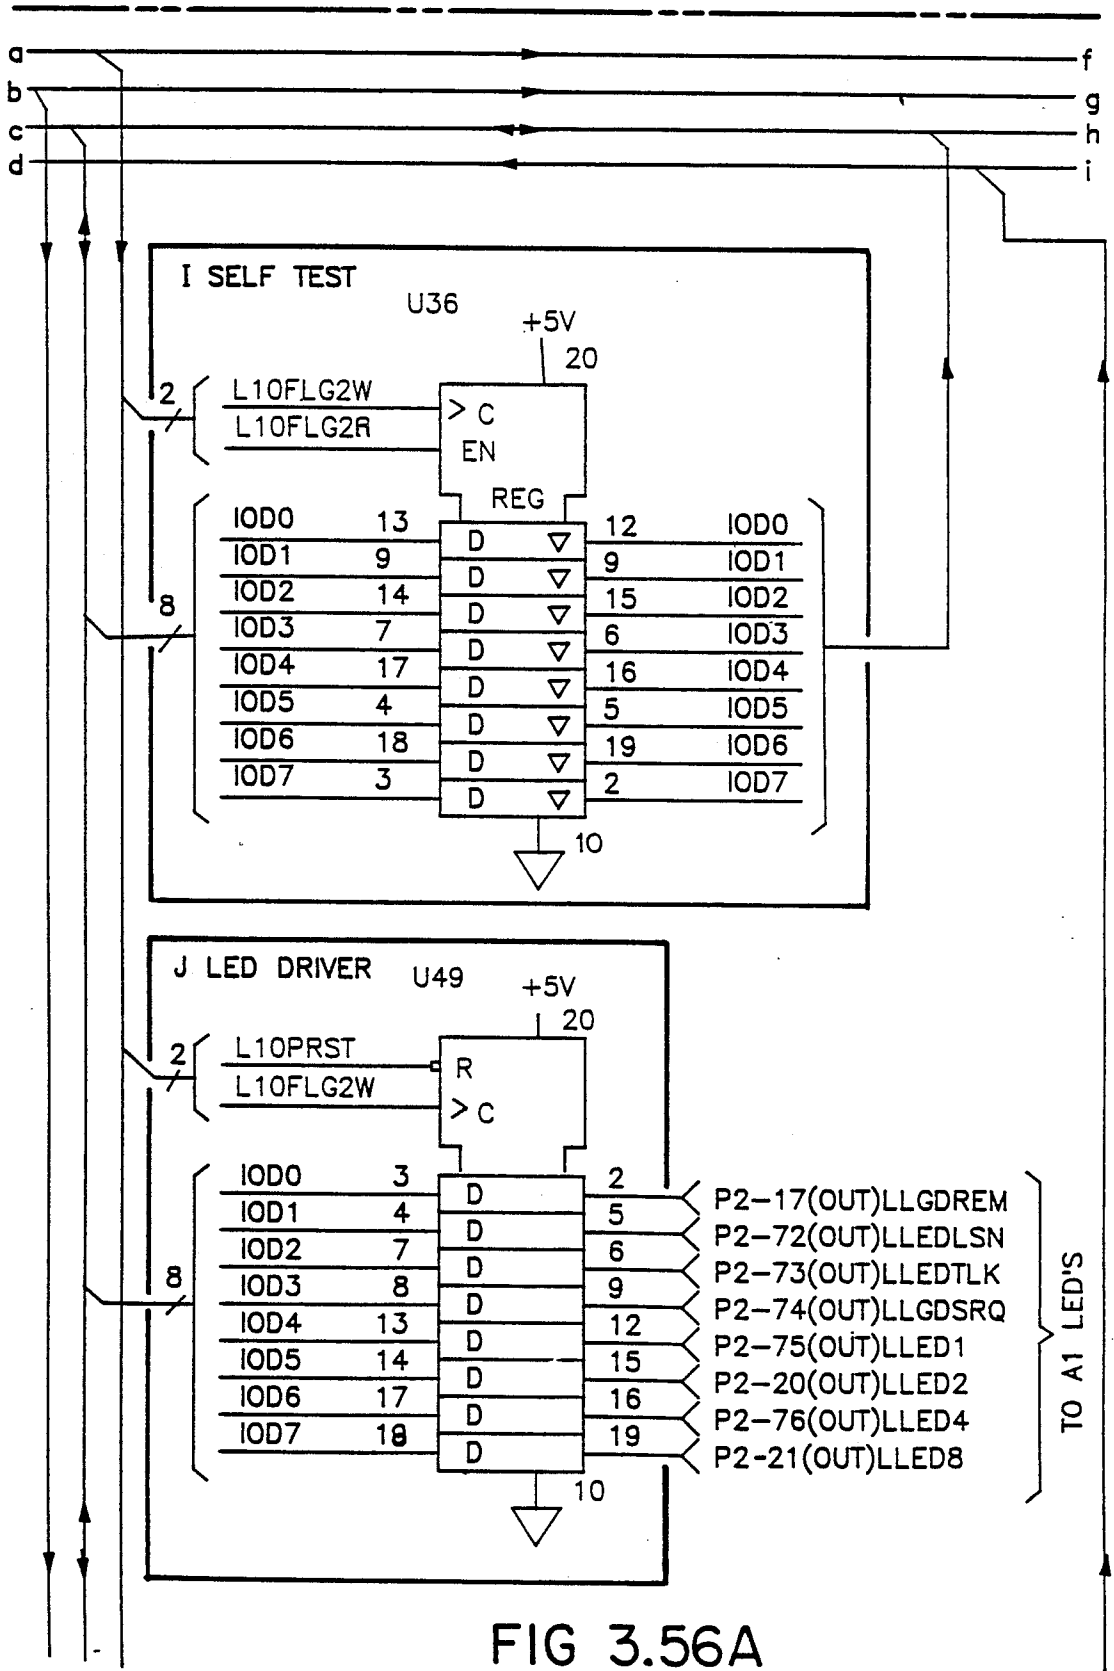 a f
b g
c h
d i
I SELF TEST
U36
+5V
20
2
L10FLG2W
> C
L10FLG2R
EN
REG
8
IOD0 13 D ▽ 12 IOD0
IOD1 9 D ▽ 9 IOD1
IOD2 14 D ▽ 15 IOD2
IOD3 7 D ▽ 6 IOD3
IOD4 17 D ▽ 16 IOD4
IOD5 4 D ▽ 5 IOD5
IOD6 18 D ▽ 19 IOD6
IOD7 3 D ▽ 2 IOD7
10
J LED DRIVER
U49
+5V
20
2
L10PRST
R
L10FLG2W
> C
8
IOD0 3 D 2 P2-17(OUT)LLGDREM
IOD1 4 D 5 P2-72(OUT)LLEDLSN
IOD2 7 D 6 P2-73(OUT)LLEDTLK
IOD3 8 D 9 P2-74(OUT)LLGDSRQ
IOD4 13 D 12 P2-75(OUT)LLED1
IOD5 14 D 15 P2-20(OUT)LLED2
IOD6 17 D 16 P2-76(OUT)LLED4
IOD7 18 D 19 P2-21(OUT)LLED8
TO A1 LED'S
10
FIG 3.56A